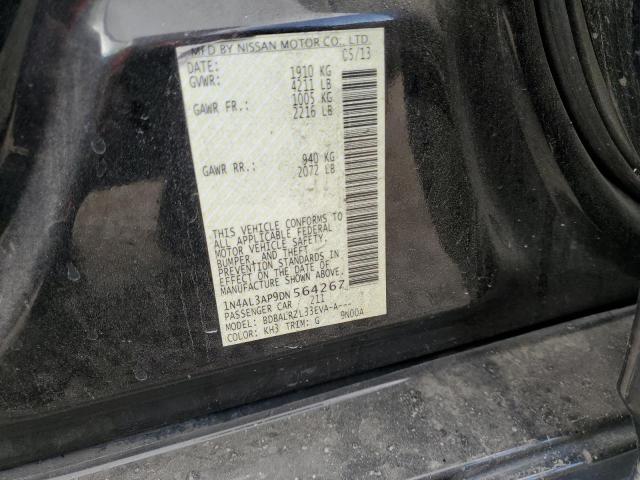 MFD BY NISSAN MOTOR CO., LTD.
DATE: 05/13
GVWR: 1910 KG
4211 LB
GAWR FR.: 1005 KG
2216 LB
GAWR RR.: 940 KG
2072 LB
THIS VEHICLE CONFORMS TO
ALL APPLICABLE FEDERAL
MOTOR VEHICLE SAFETY,
BUMPER, AND THEFT
PREVENTION STANDARDS IN
EFFECT ON THE DATE OF
MANUFACTURE SHOWN ABOVE.
1N4AL3AP9DN 564267
PASSENGER CAR 211
MODEL: BDBALRZL33EVA-A---
COLOR: KH3 TRIM: G 9N00A